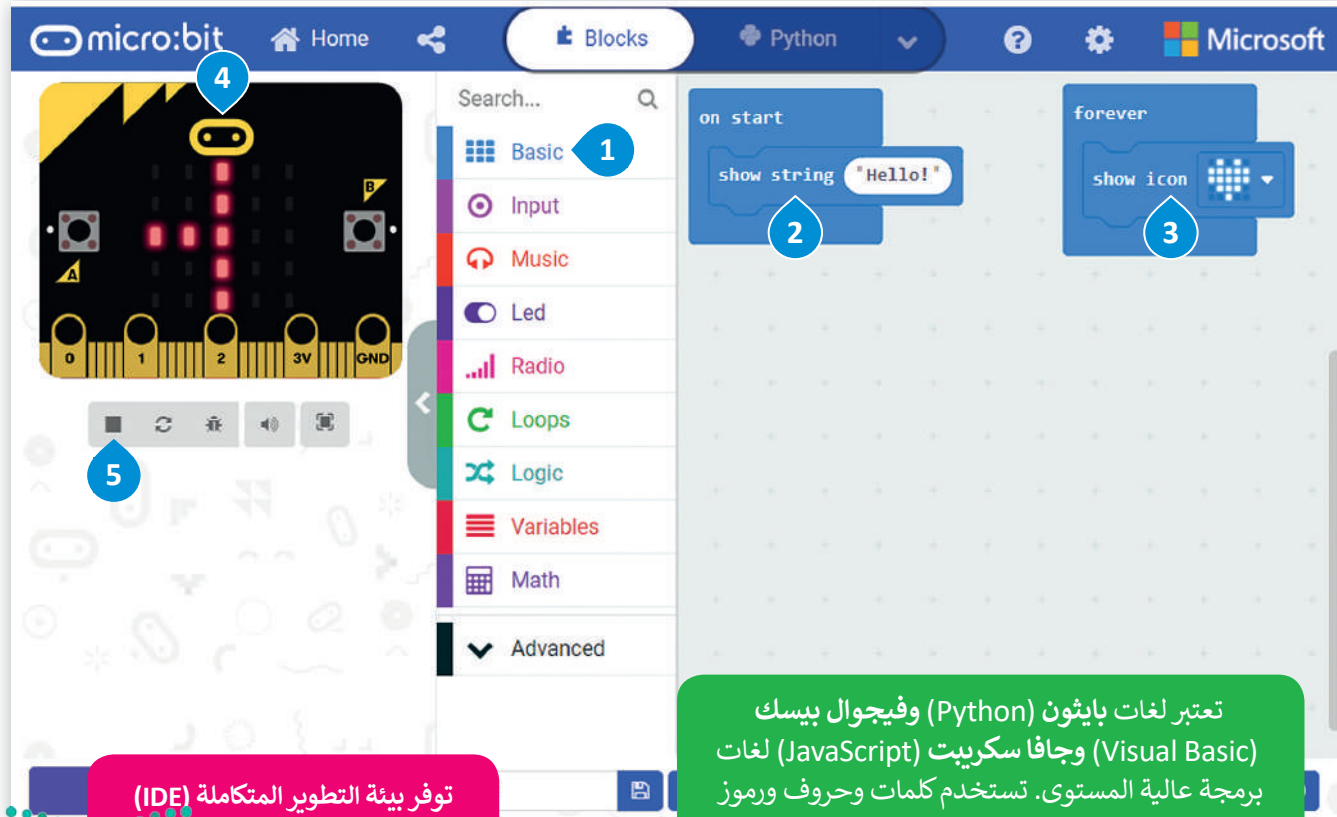 micro:bit
Home
Blocks
Python
Microsoft
4
Search...
Basic
1
Input
Music
Led
Radio
Loops
Logic
Variables
Math
Advanced
B
A
0
1
2
3V
GND
5
on start
show string "Hello!"
2
forever
show icon
3
تعتبر لغات بايثون (Python) وفيجوال بيسك
(Visual Basic) وجافا سكريبت (JavaScript) لغات
برمجة عالية المستوى. تستخدم كلمات وحروف ورموز
توفر بيئة التطوير المتكاملة (IDE)